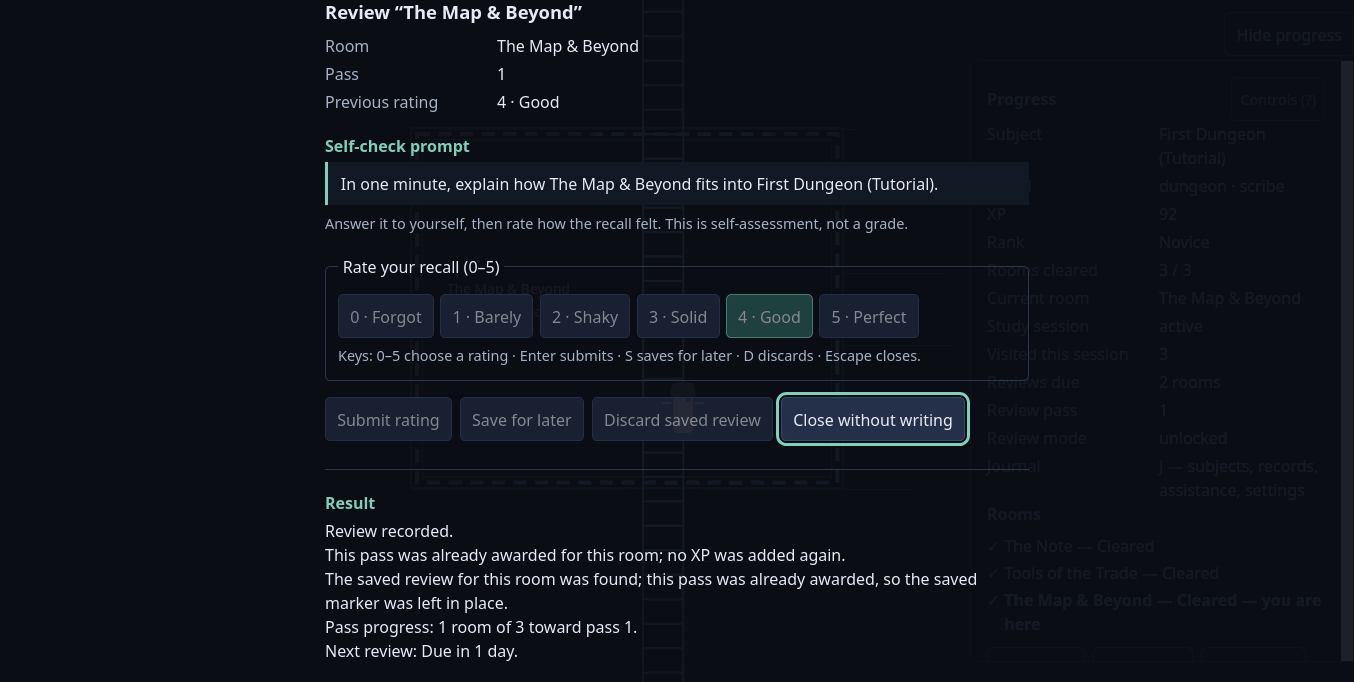 Review “The Map & Beyond”
Room The Map & Beyond
Pass 1
Previous rating 4 · Good
Self-check prompt
In one minute, explain how The Map & Beyond fits into First Dungeon (Tutorial).
Answer it to yourself, then rate how the recall felt. This is self-assessment, not a grade.
Rate your recall (0–5)
The Map & Beyond
0 · Forgot 1 · Barely 2 · Shaky 3 · Solid 4 · Good 5 · Perfect
Keys: 0–5 choose a rating · Enter submits · S saves for later · D discards · Escape closes.
Submit rating Save for later Discard saved review Close without writing
Result
Review recorded.
This pass was already awarded for this room; no XP was added again.
The saved review for this room was found; this pass was already awarded, so the saved
marker was left in place.
Pass progress: 1 room of 3 toward pass 1.
Next review: Due in 1 day.
Hide progress
Progress Controls (?)
Subject First Dungeon
(Tutorial)
dungeon · scribe
XP 92
Rank Novice
Rooms cleared 3 / 3
Current room The Map & Beyond
Study session active
Visited this session 3
Reviews due 2 rooms
Review pass 1
Review mode unlocked
Journal J — subjects, records,
assistance, settings
Rooms
✓ The Note — Cleared
✓ Tools of the Trade — Cleared
✓ The Map & Beyond — Cleared — you are
here